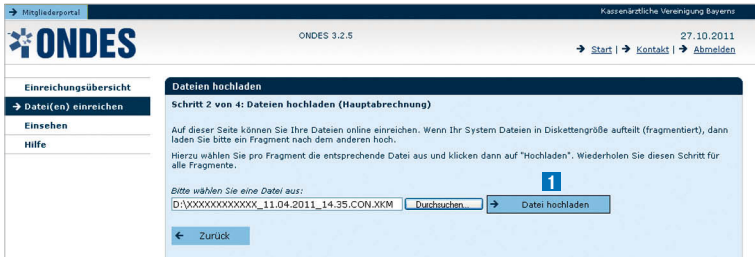 → Mitgliederportal
Kassenärztliche Vereinigung Bayerns
ONDES
ONDES 3.2.5
27.10.2011
→ Start | → Kontakt | → Abmelden
Einreichungsübersicht
→ Datei(en) einreichen
Einsehen
Hilfe
Dateien hochladen
Schritt 2 von 4: Dateien hochladen (Hauptabrechnung)
Auf dieser Seite können Sie Ihre Dateien online einreichen. Wenn Ihr System Dateien in Diskettengröße aufteilt (fragmentiert), dann
laden Sie bitte ein Fragment nach dem anderen hoch.
Hierzu wählen Sie pro Fragment die entsprechende Datei aus und klicken dann auf "Hochladen". Wiederholen Sie diesen Schritt für
alle Fragmente.
1
Bitte wählen Sie eine Datei aus:
D:\XXXXXXXXXXXX_11.04.2011_14.35.CON.XKM Durchsuchen... → Datei hochladen
← Zurück